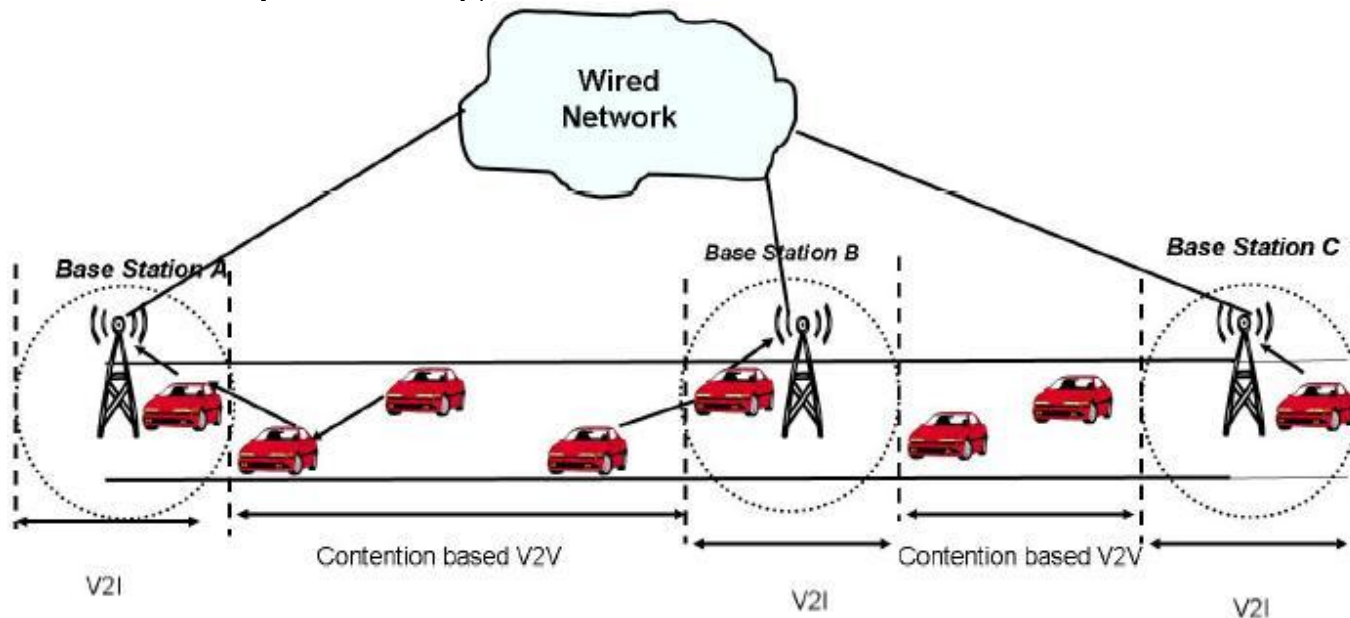 Wired
Network
Base Station A
Base Station B
Base Station C
Contention based V2V
Contention based V2V
V2I
V2I
V2I